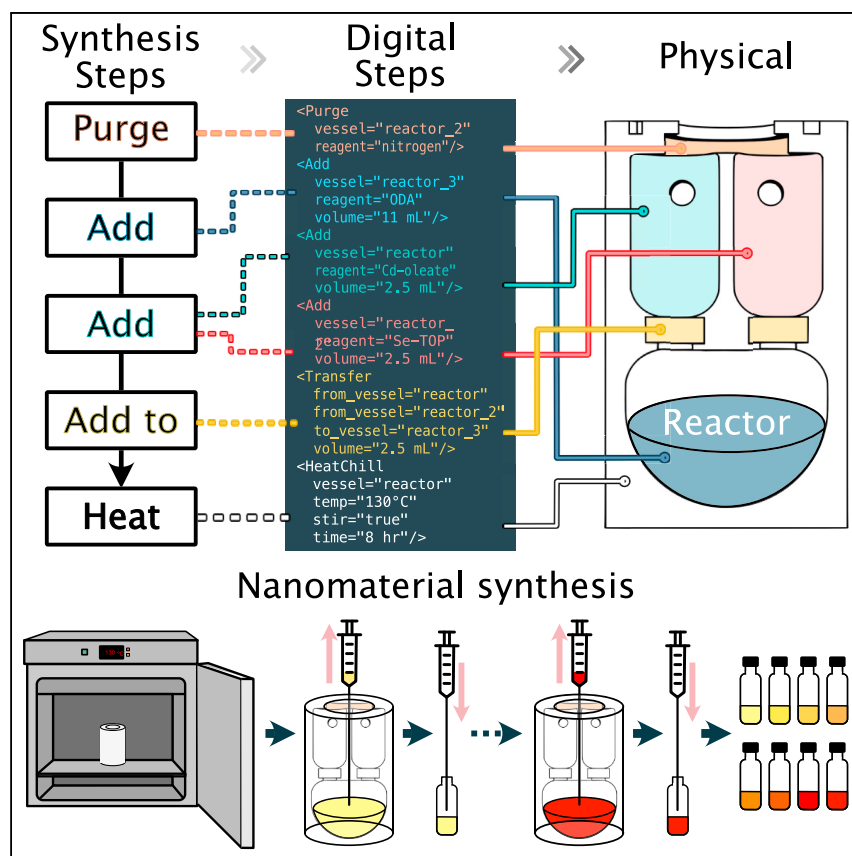 Synthesis
Steps
Digital
Steps
Physical
Purge
Add
Add
Add to
Heat
<Purge
vessel="reactor_2"
reagent="nitrogen"/>
<Add
vessel="reactor_3"
reagent="ODA"
volume="11 mL"/>
<Add
vessel="reactor"
reagent="Cd-oleate"
volume="2.5 mL"/>
<Add
vessel="reactor_
2"
reagent="Se-TOP"
volume="2.5 mL"/>
<Transfer
from_vessel="reactor"
from_vessel="reactor_2"
to_vessel="reactor_3"
volume="2.5 mL"/>
<HeatChill
vessel="reactor"
temp="130°C"
stir="true"
time="8 hr"/>
Reactor
Nanomaterial synthesis